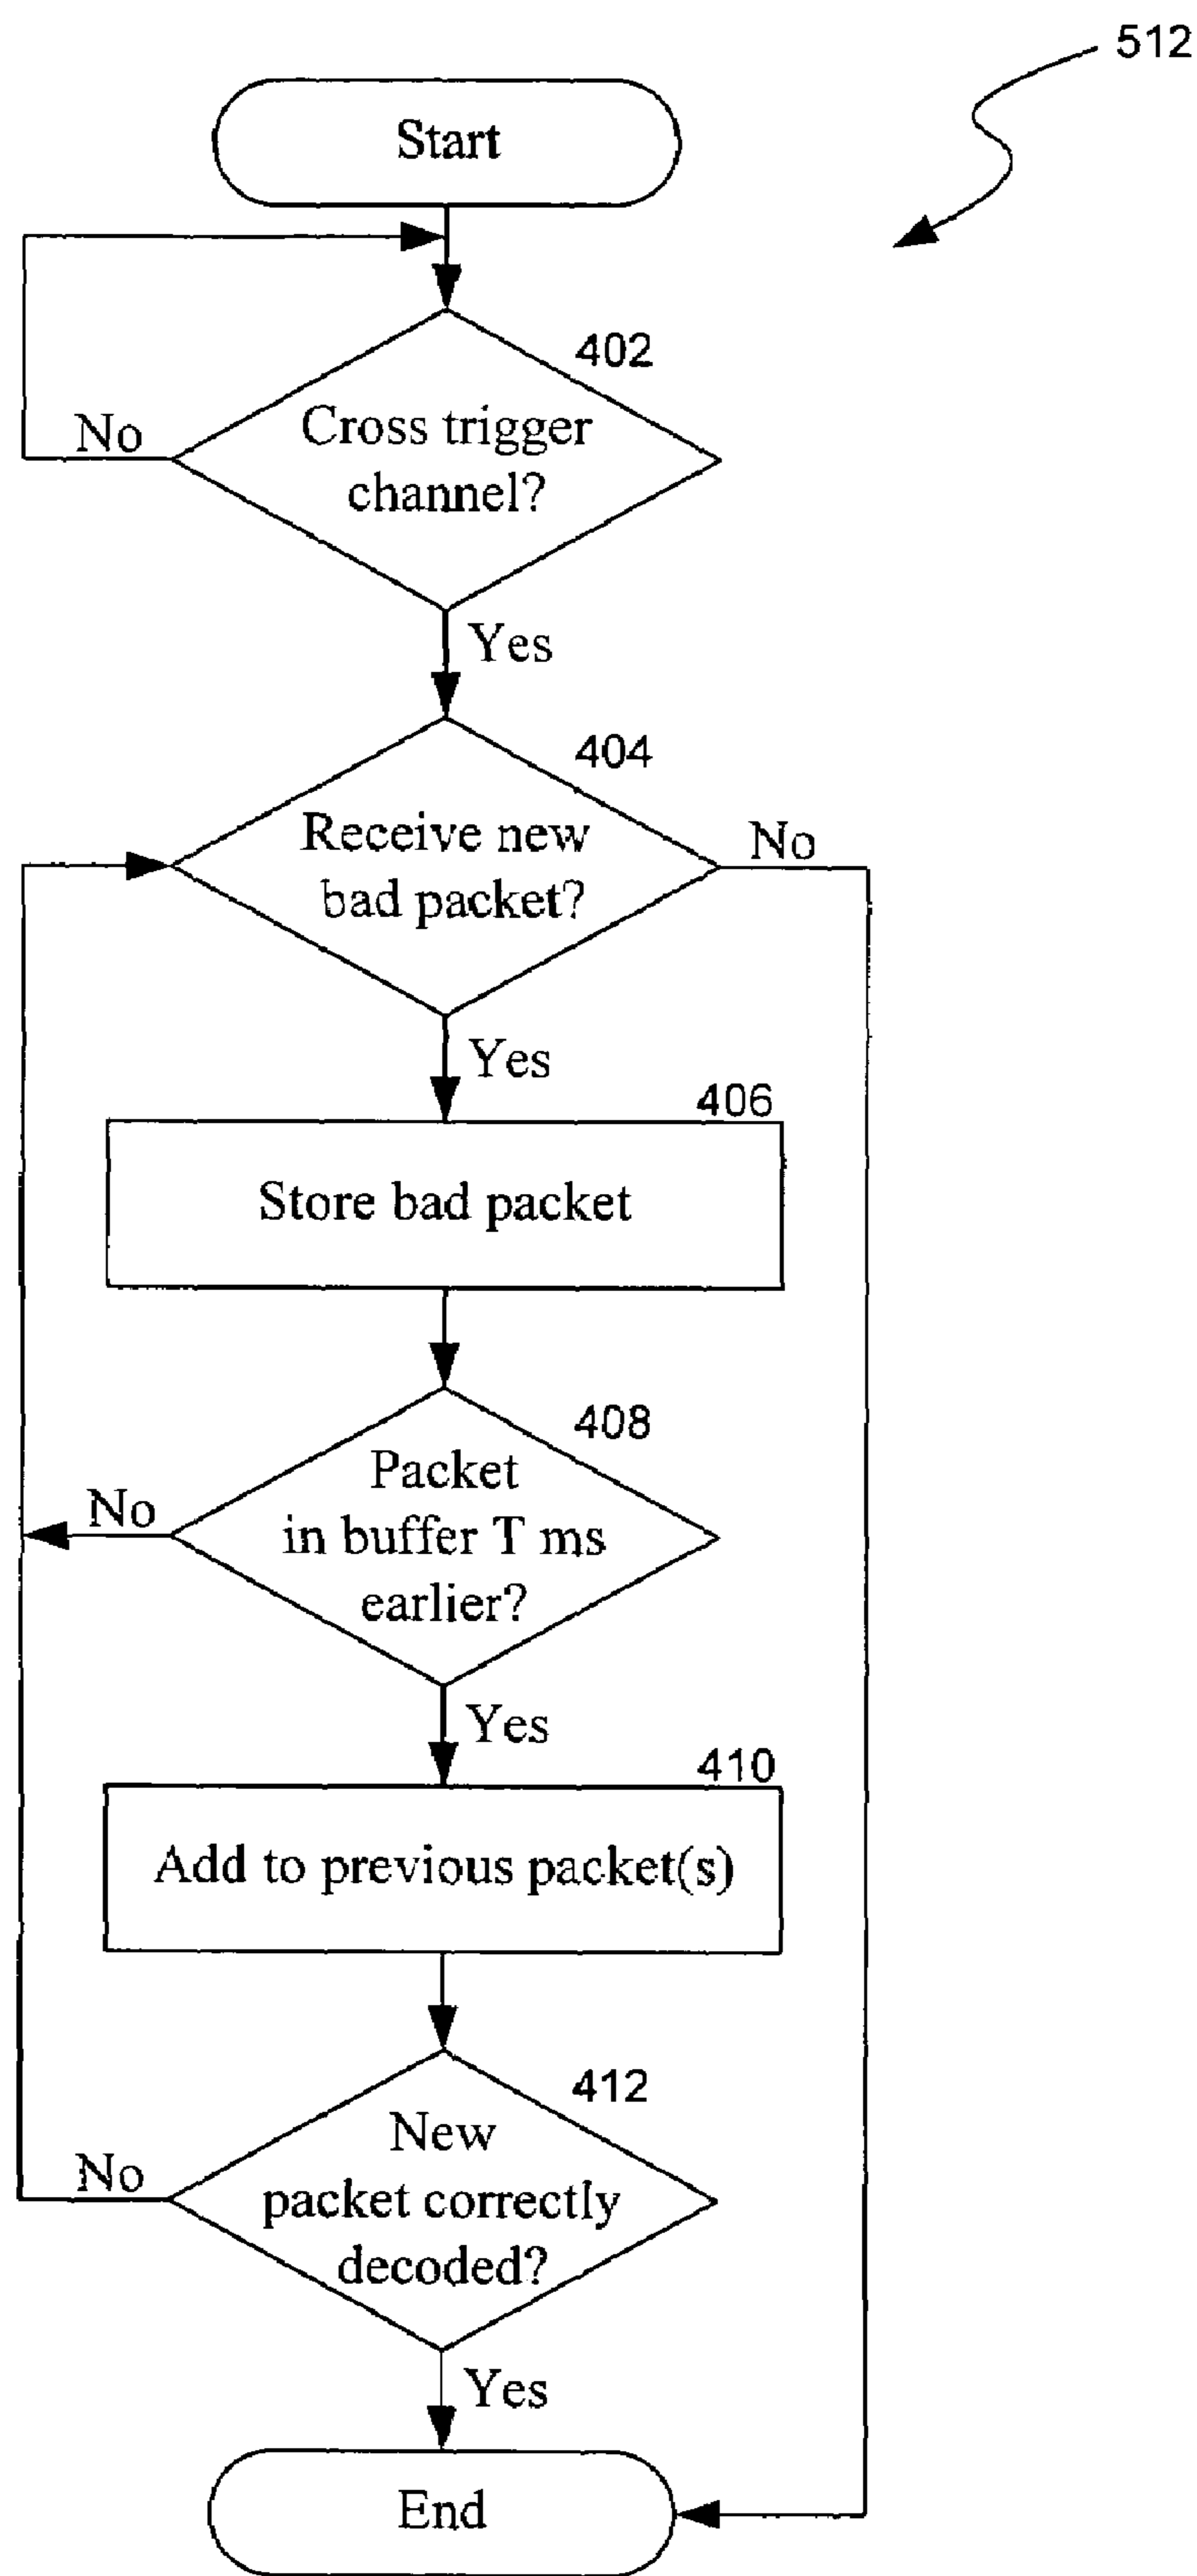 512
Start
402
Cross trigger
channel?
No
Yes
404
Receive new
bad packet?
No
Yes
406
Store bad packet
408
Packet
in buffer T ms
earlier?
No
Yes
410
Add to previous packet(s)
412
New
packet correctly
decoded?
No
Yes
End